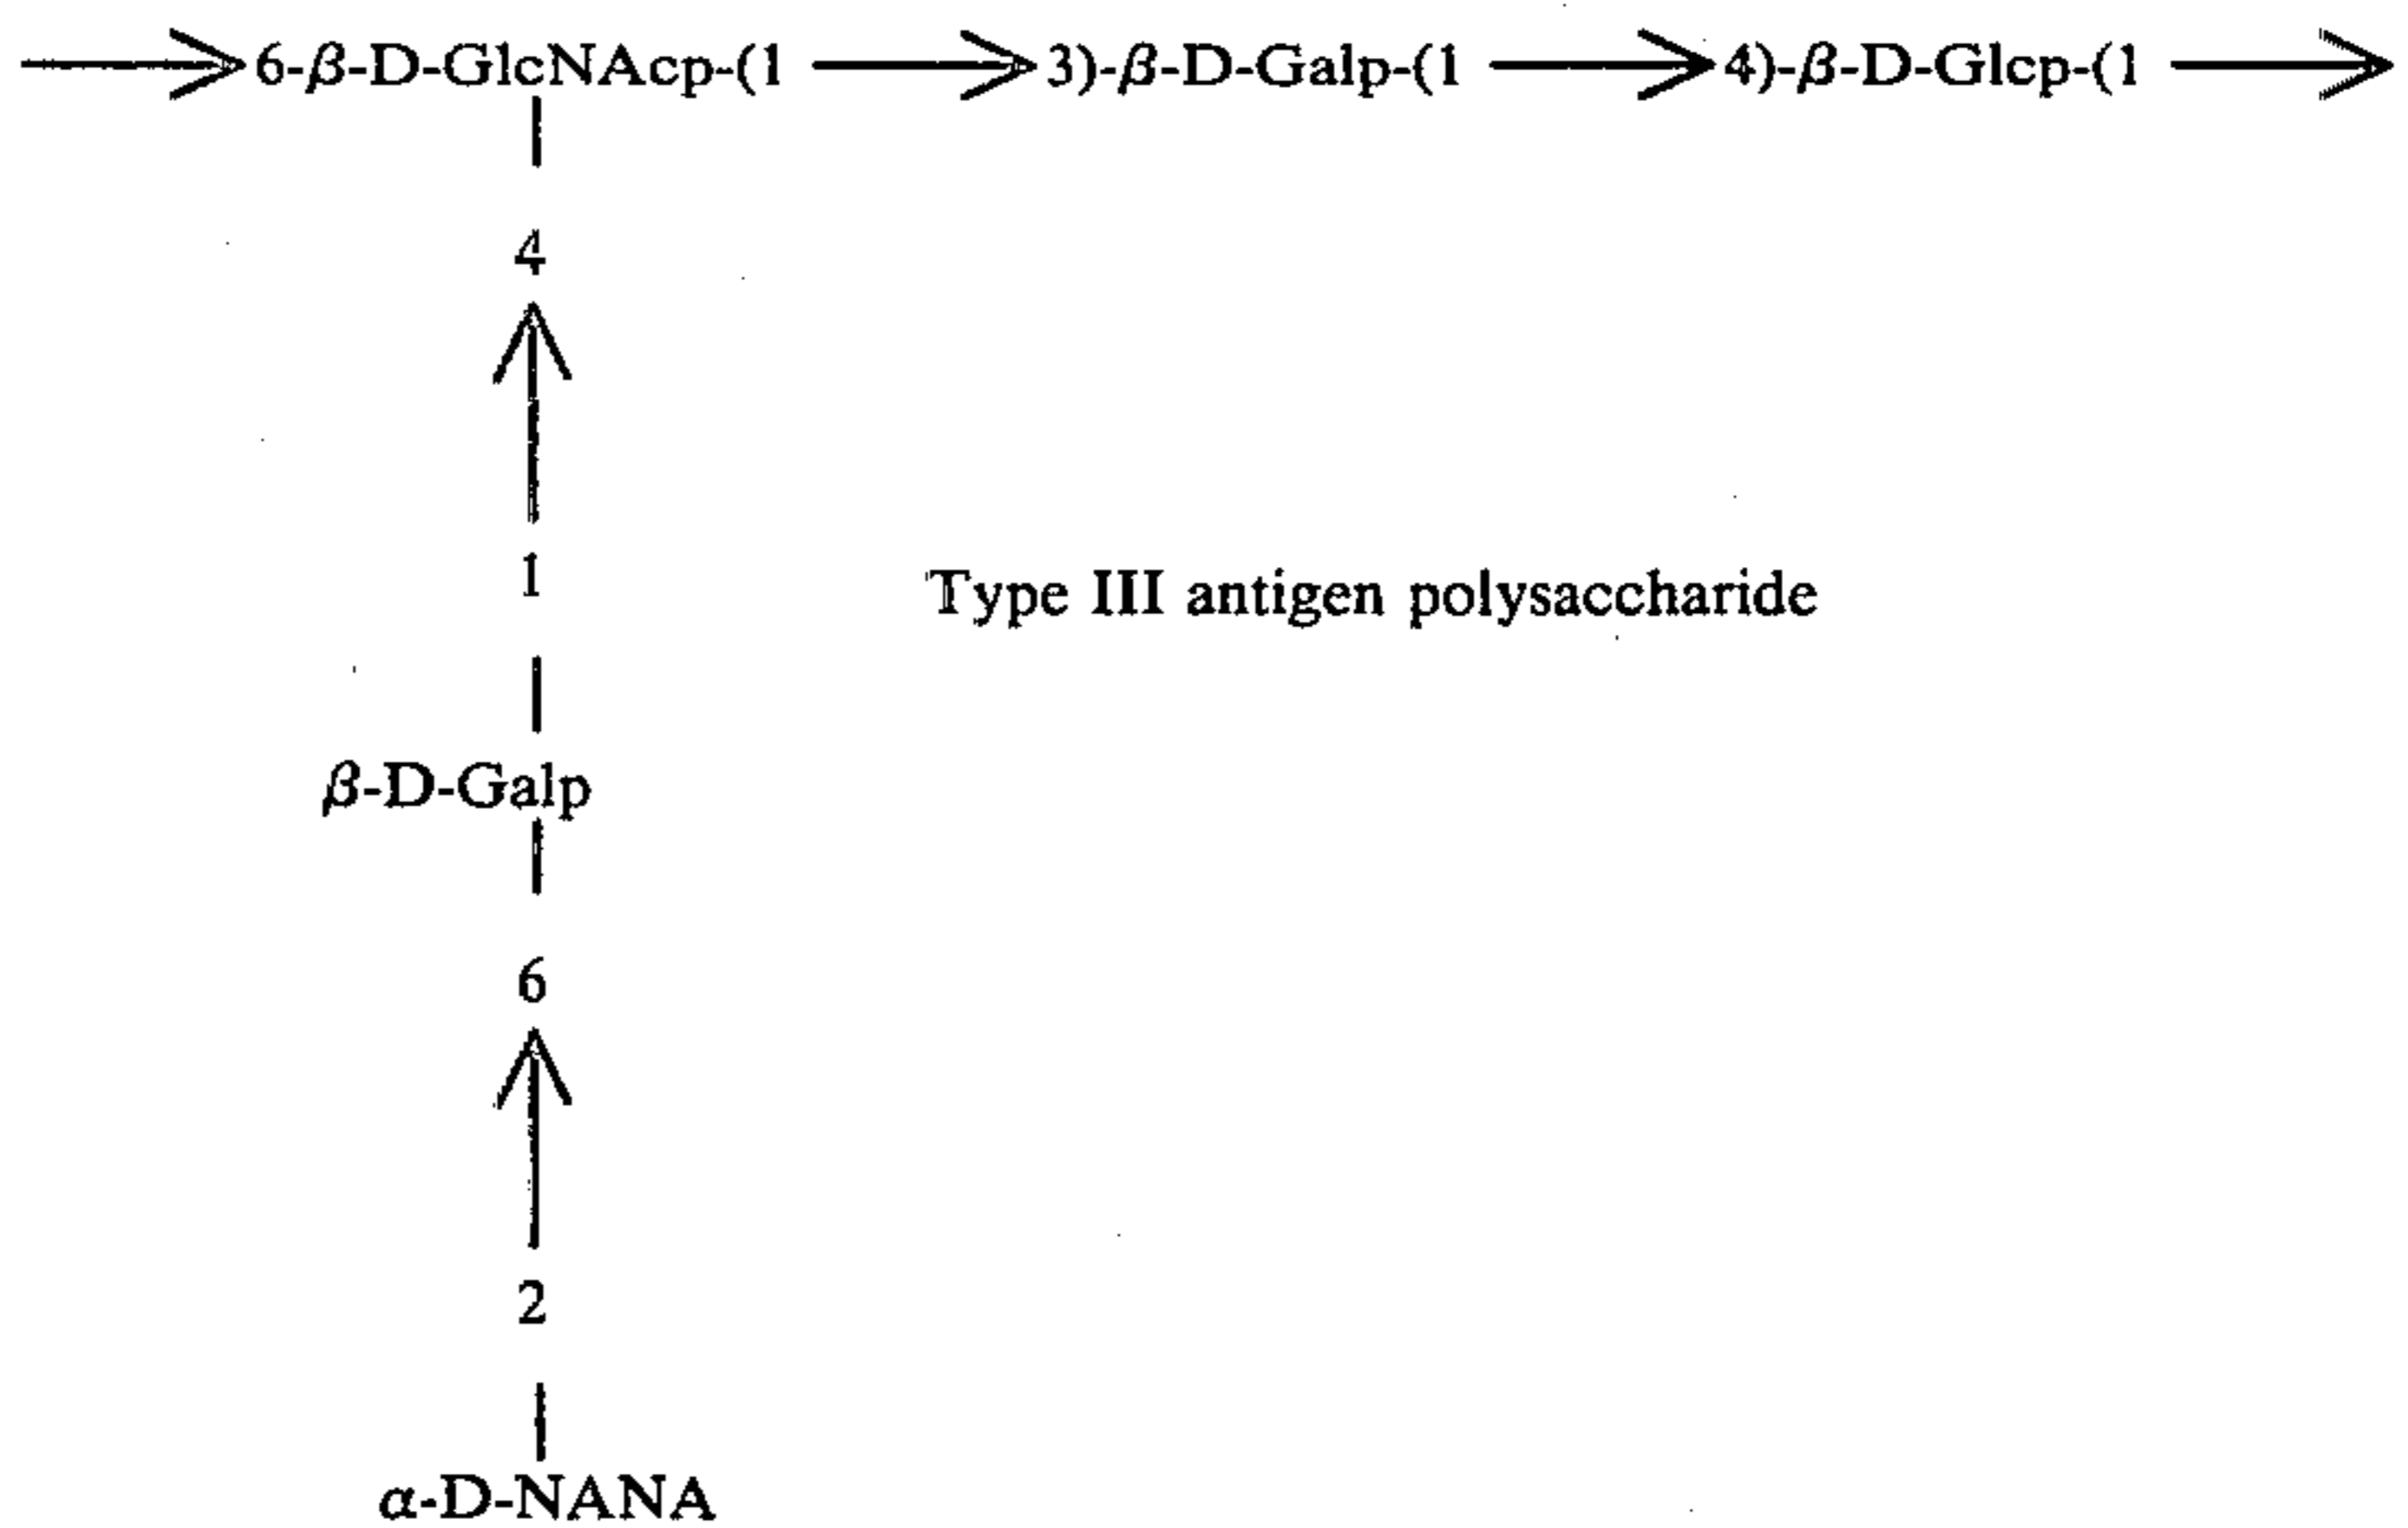 6-β-D-GlcNAcp-(1 3)-β-D-Galp-(1 4)-β-D-Glcp-(1
4
1
Type III antigen polysaccharide
β-D-Galp
6
2
α-D-NANA